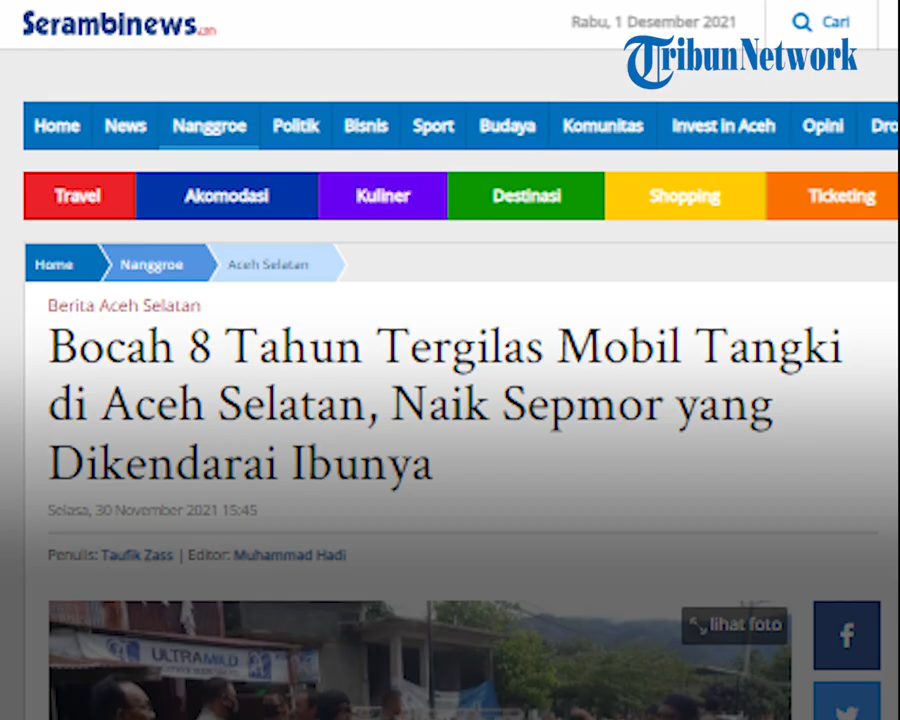 Serambinews.com
Rabu, 1 Desember 2021
Cari
TribunNetwork
Home News Nanggroe Politik Bisnis Sport Budaya Komunitas Invest in Aceh Opini Dro
Travel Akomodasi Kuliner Destinasi Shopping Ticketing
Home Nanggroe Aceh Selatan
Berita Aceh Selatan
Bocah 8 Tahun Tergilas Mobil Tangki
di Aceh Selatan, Naik Sepmor yang
Dikendarai Ibunya
Selasa, 30 November 2021 15:45
Penulis: Taufik Zass | Editor: Muhammad Hadi
lihat foto
ULTRAMILD
f